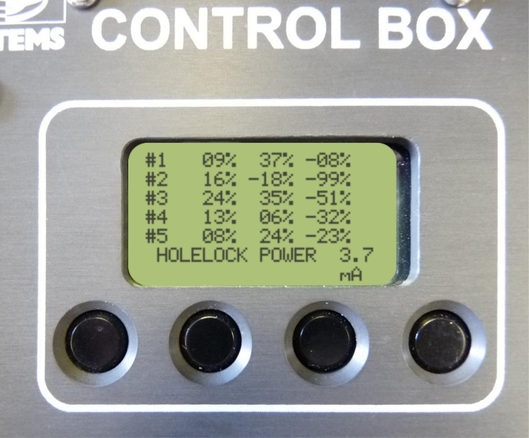 TEMS
CONTROL BOX
#1 09% 37% -08%
#2 16% -18% -99%
#3 24% 35% -51%
#4 13% 06% -32%
#5 08% 24% -23%
HOLELOCK POWER 3.7
mA